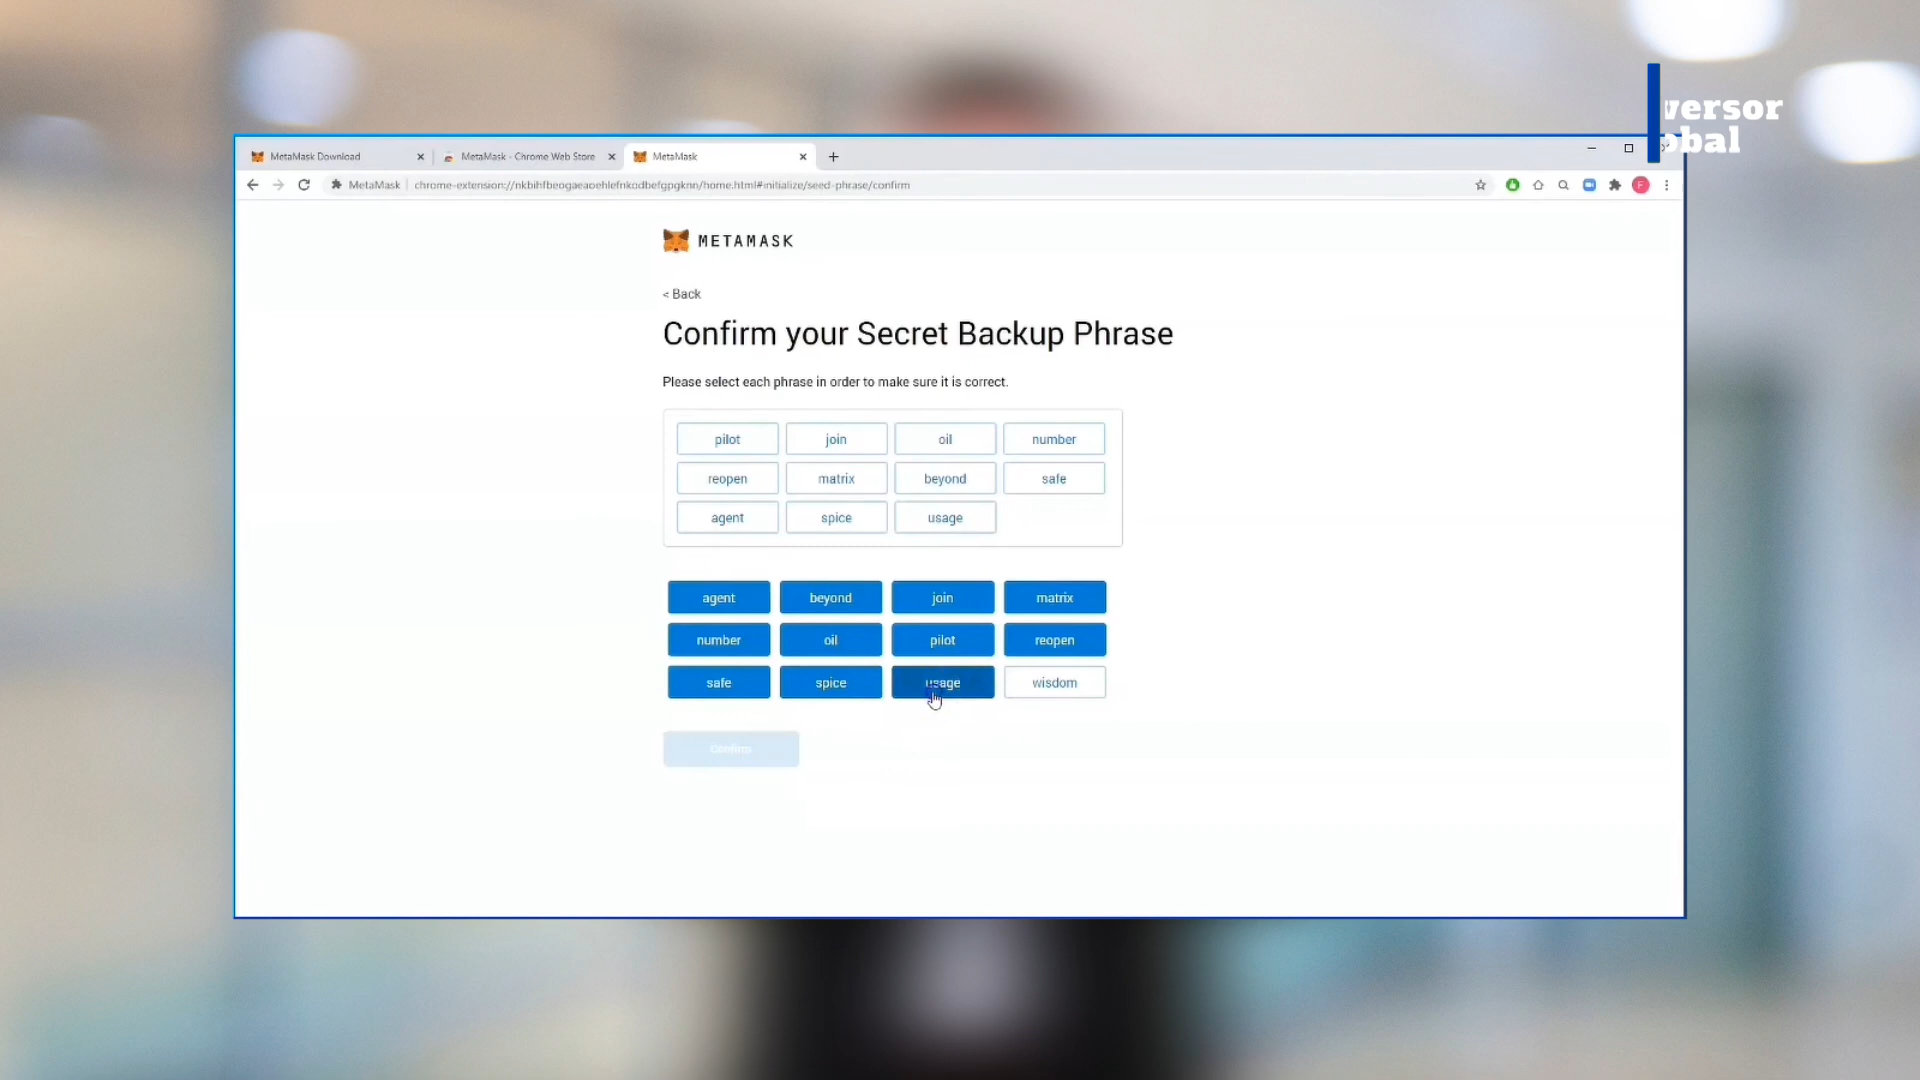 versor
obal
MetaMask Download
MetaMask - Chrome Web Store
MetaMask
MetaMask
chrome-extension://nkbihfbeogaeaoehlefnkodbefgpgknn/home.html#initialize/seed-phrase/confirm
F
METAMASK
< Back
Confirm your Secret Backup Phrase
Please select each phrase in order to make sure it is correct.
pilot join oil number
reopen matrix beyond safe
agent spice usage
agent beyond join matrix
number oil pilot reopen
safe spice usage wisdom
Confirm